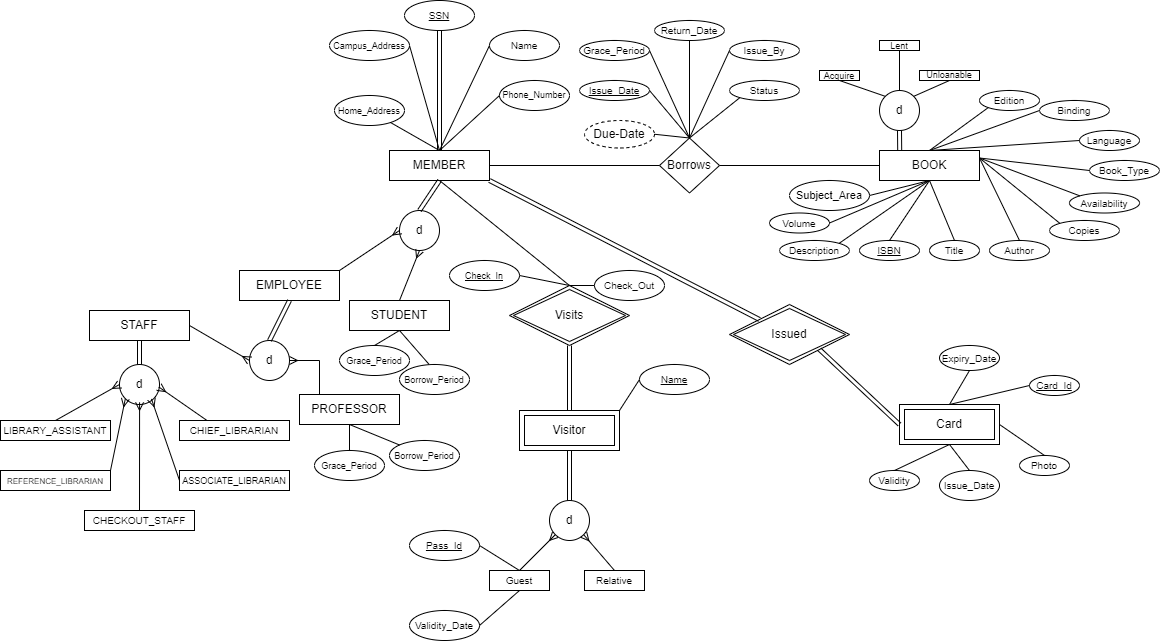 SSN
Campus_Address
Name
Home_Address
Phone_Number
MEMBER
Return_Date
Grace_Period
Issue_By
Issue_Date
Status
Due-Date
Borrows
Lent
Acquire
Unloanable
d
Edition
Binding
Language
BOOK
Book_Type
Subject_Area
Availability
Volume
Copies
Description
ISBN
Title
Author
d
EMPLOYEE
STUDENT
Grace_Period
Borrow_Period
Check_In
Check_Out
Visits
Issued
STAFF
d
d
PROFESSOR
Grace_Period
Borrow_Period
LIBRARY_ASSISTANT
CHIEF_LIBRARIAN
REFERENCE_LIBRARIAN
ASSOCIATE_LIBRARIAN
CHECKOUT_STAFF
Name
Visitor
Expiry_Date
Card_Id
Card
Validity
Issue_Date
Photo
d
Pass_Id
Guest
Relative
Validity_Date